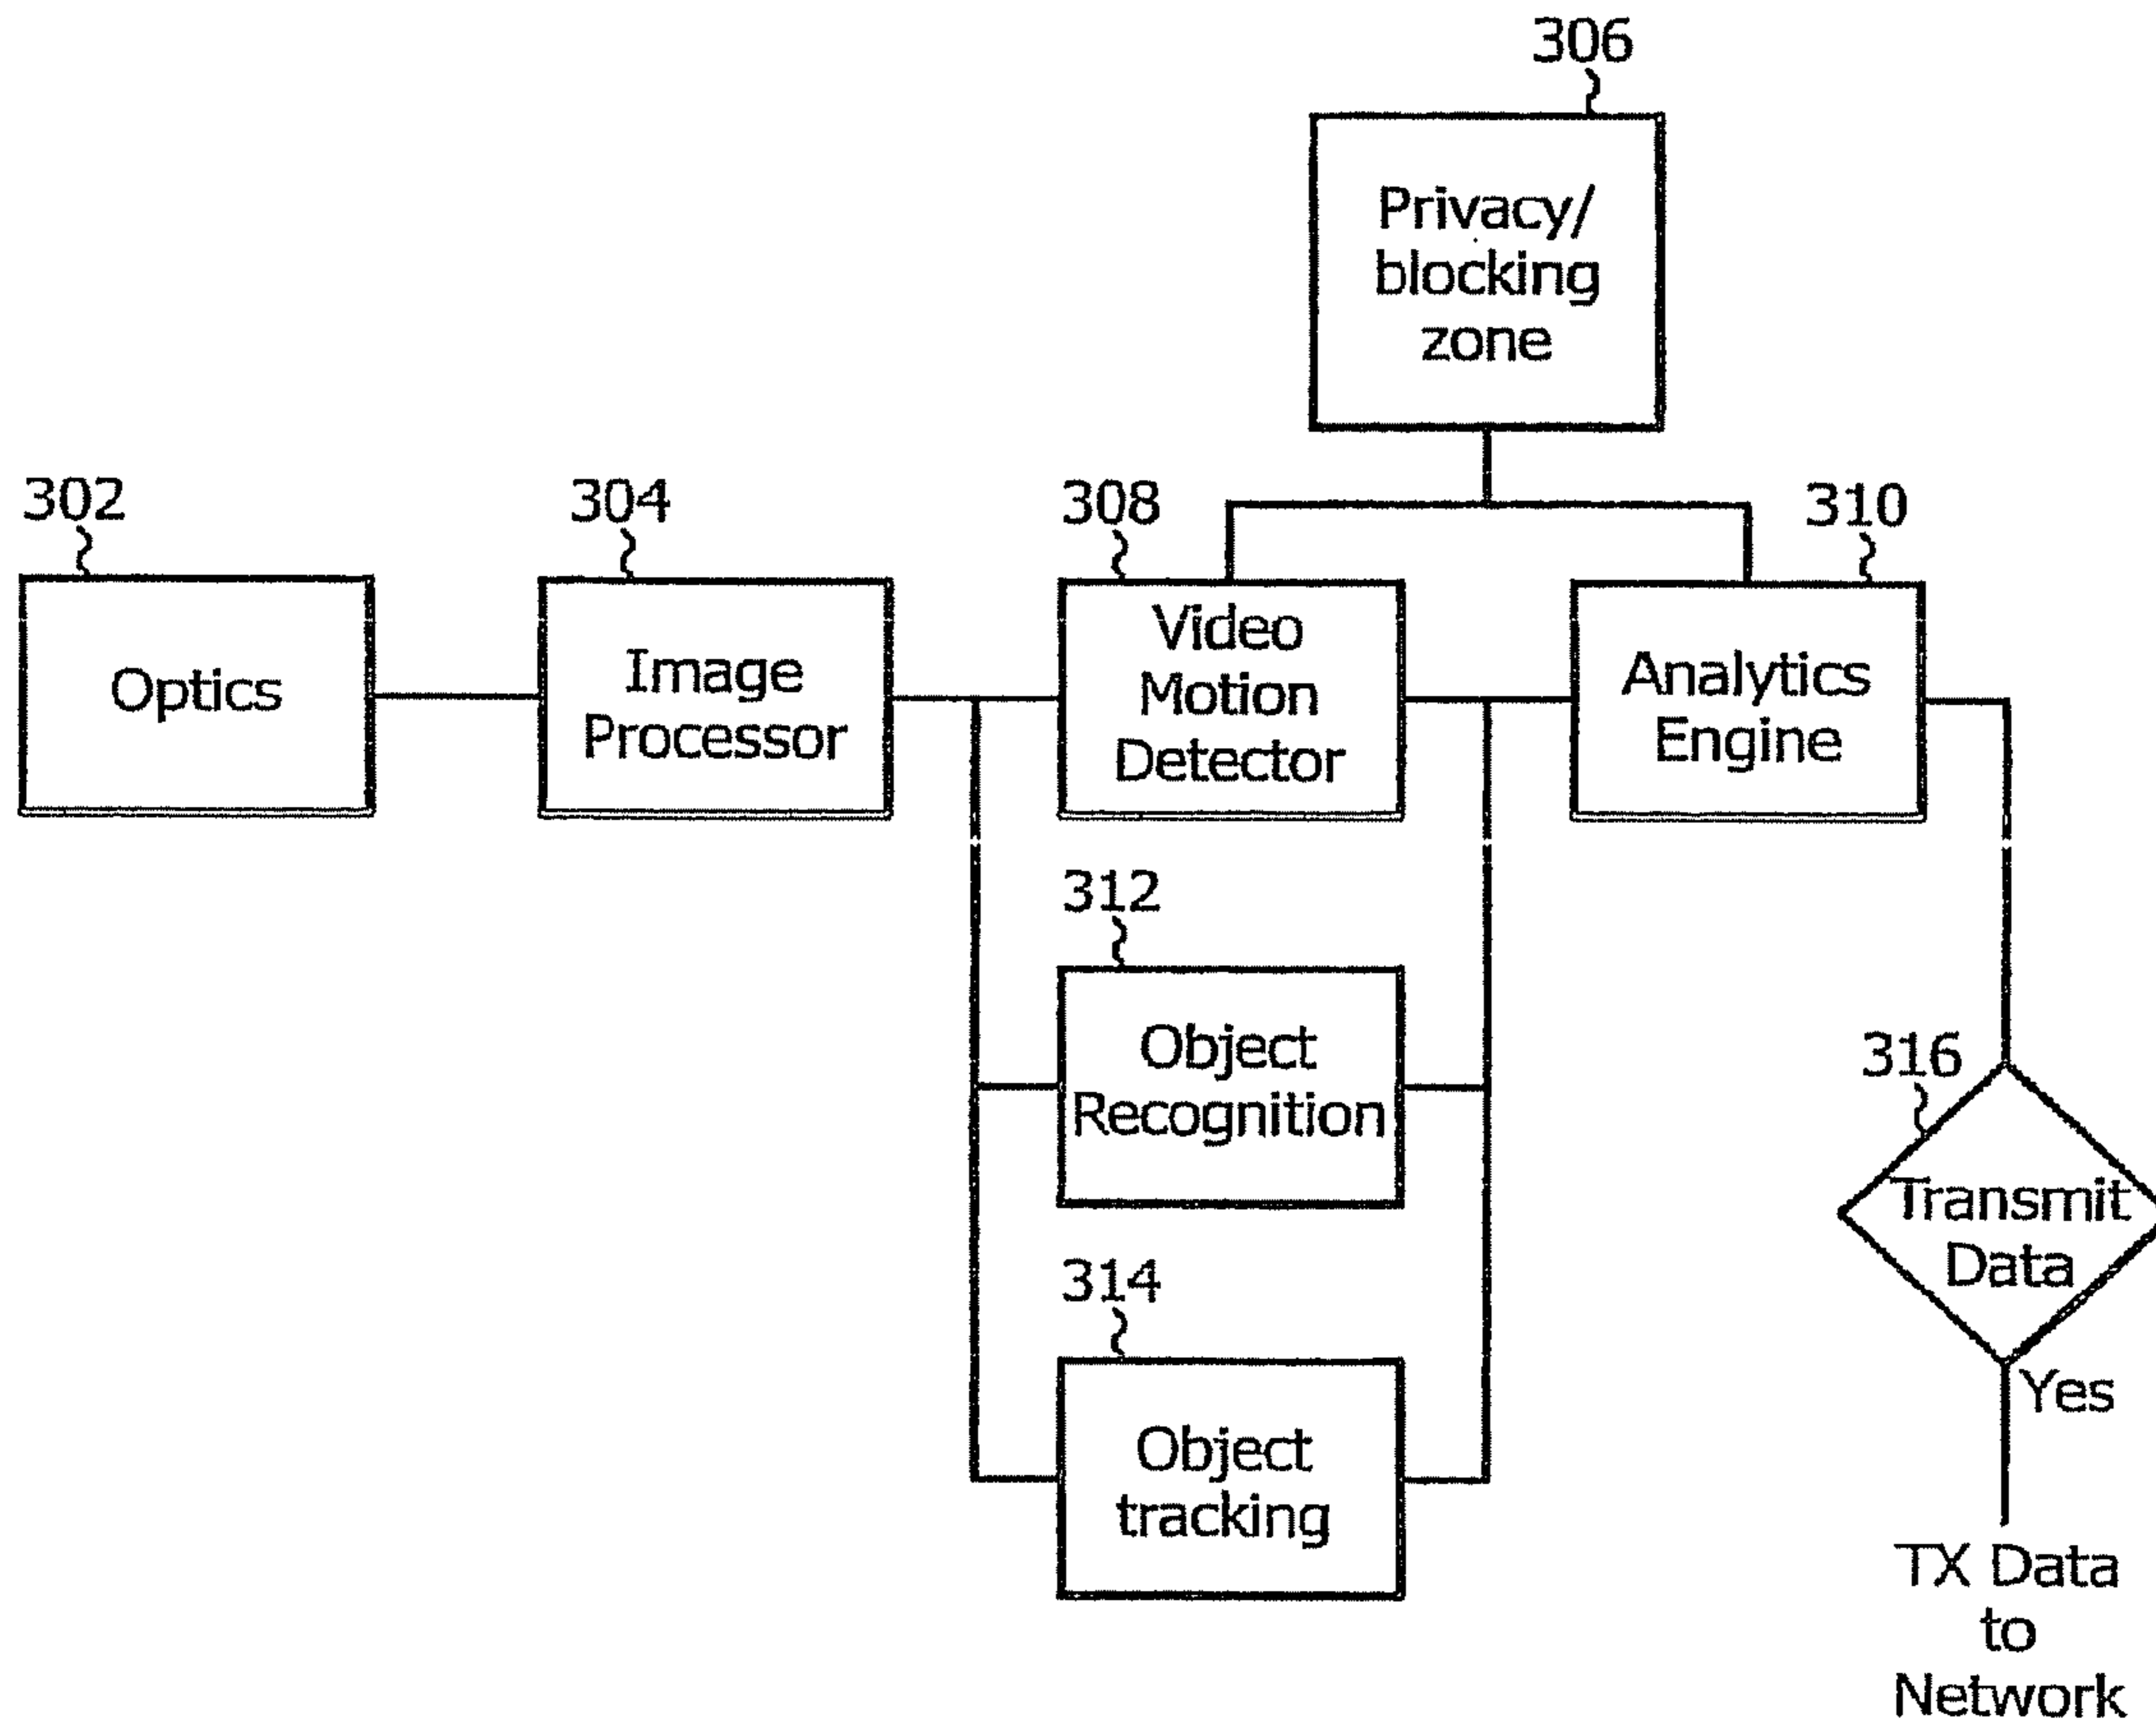 306
Privacy/
blocking
zone
302
304
308
310
Optics
Image
Processor
Video
Motion
Detector
Analytics
Engine
312
Object
Recognition
316
Transmit
Data
314
Object
tracking
Yes
TX Data
to
Network